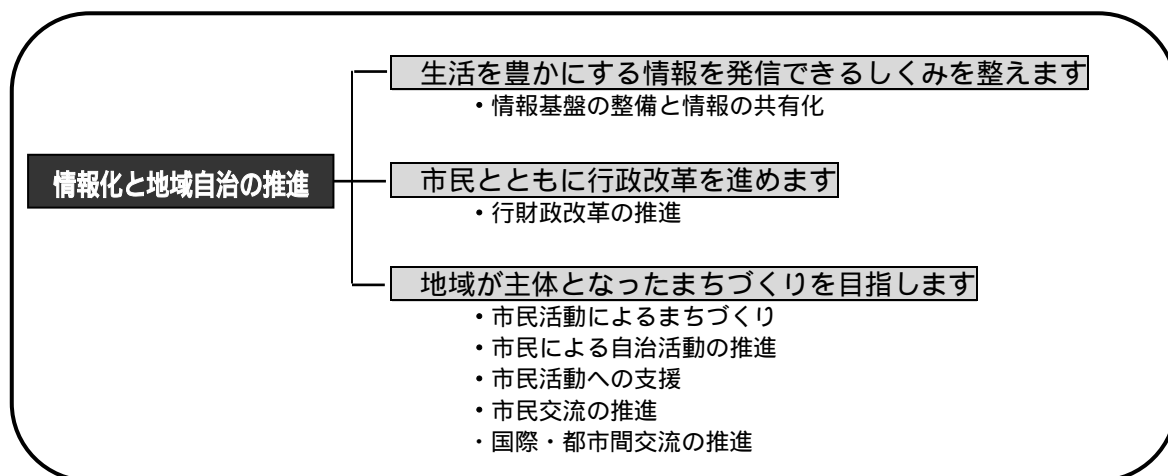 生活を豊かにする情報を発信できるしくみを整えます
・情報基盤の整備と情報の共有化
情報化と地域自治の推進
市民とともに行政改革を進めます
・行財政改革の推進
地域が主体となったまちづくりを目指します
・市民活動によるまちづくり
・市民による自治活動の推進
・市民活動への支援
・市民交流の推進
・国際・都市間交流の推進